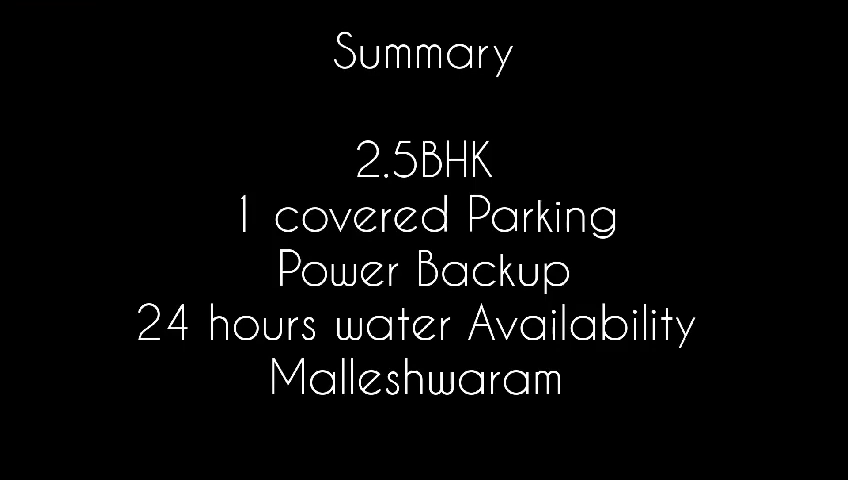 Summary
2.5BHK
1 covered Parking
Power Backup
24 hours water Availability
Malleshwaram